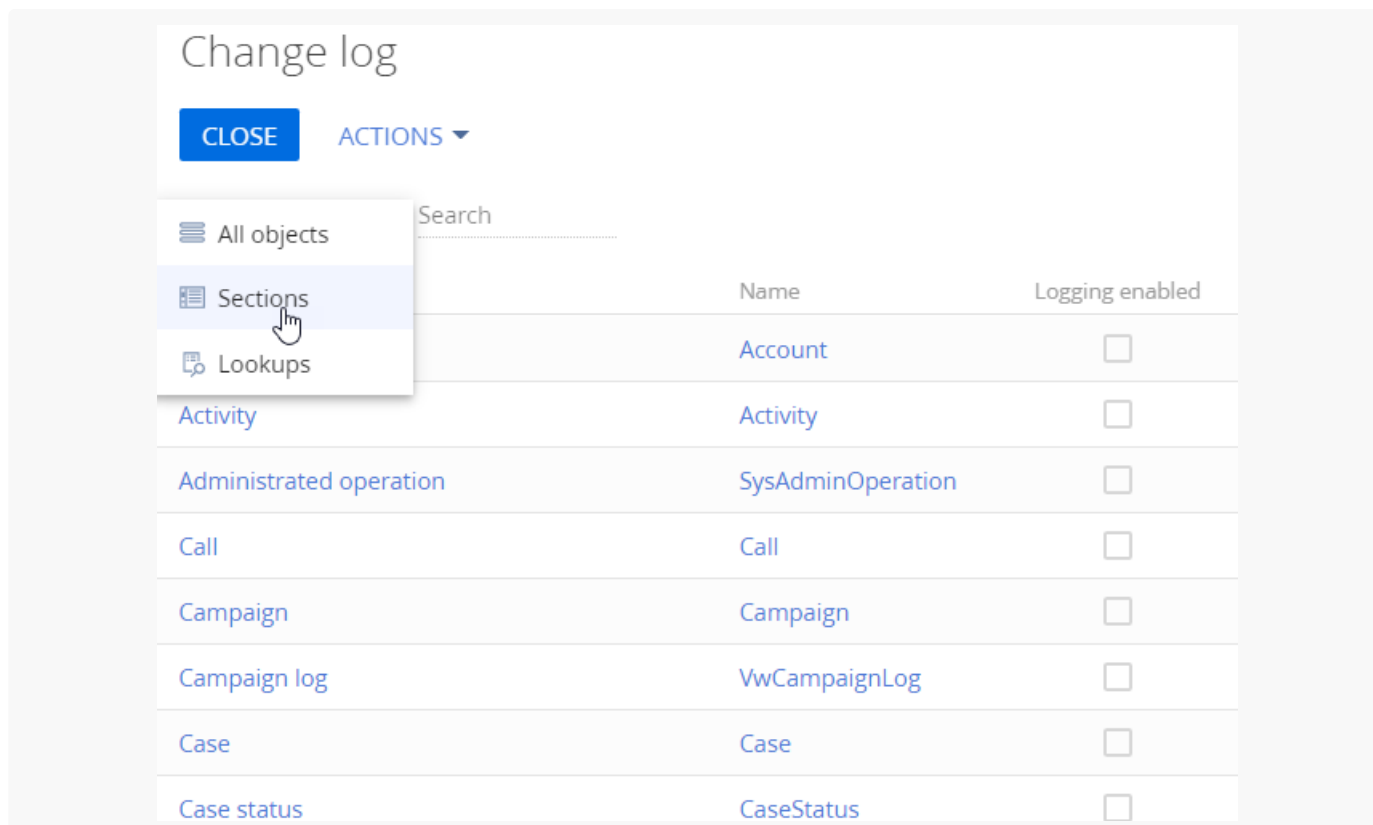 Change log
CLOSE ACTIONS
All objects Search
Sections Name Logging enabled
Account
Lookups
Activity Activity
Administrated operation SysAdminOperation
Call Call
Campaign Campaign
Campaign log VwCampaignLog
Case Case
Case status CaseStatus